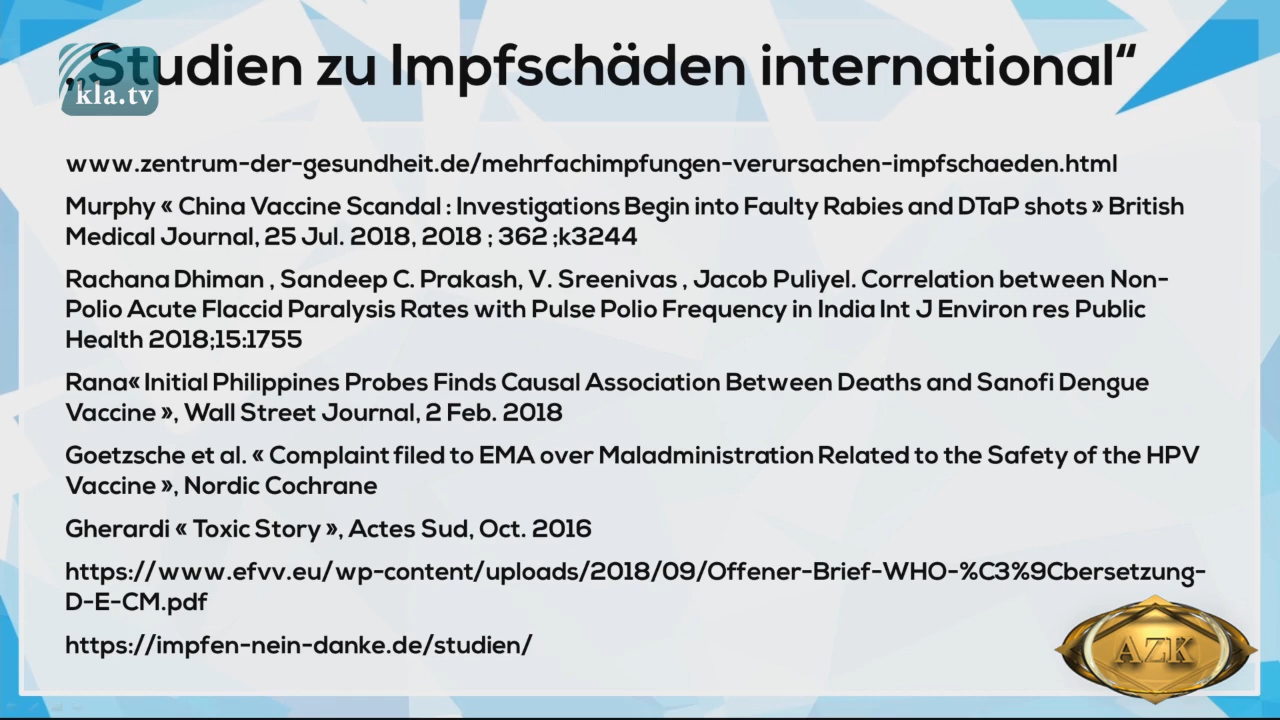 „Studien zu Impfschäden international“
kla.tv
www.zentrum-der-gesundheit.de/mehrfachimpfungen-verursachen-impfschaeden.html
Murphy « China Vaccine Scandal : Investigations Begin into Faulty Rabies and DTaP shots » British
Medical Journal, 25 Jul. 2018, 2018 ; 362 ;k3244
Rachana Dhiman , Sandeep C. Prakash, V. Sreenivas , Jacob Puliyel. Correlation between Non-
Polio Acute Flaccid Paralysis Rates with Pulse Polio Frequency in India Int J Environ res Public
Health 2018;15:1755
Rana« Initial Philippines Probes Finds Causal Association Between Deaths and Sanofi Dengue
Vaccine », Wall Street Journal, 2 Feb. 2018
Goetzsche et al. « Complaint filed to EMA over Maladministration Related to the Safety of the HPV
Vaccine », Nordic Cochrane
Gherardi « Toxic Story », Actes Sud, Oct. 2016
https://www.efvv.eu/wp-content/uploads/2018/09/Offener-Brief-WHO-%C3%9Cbersetzung-
D-E-CM.pdf
https://impfen-nein-danke.de/studien/
AZK